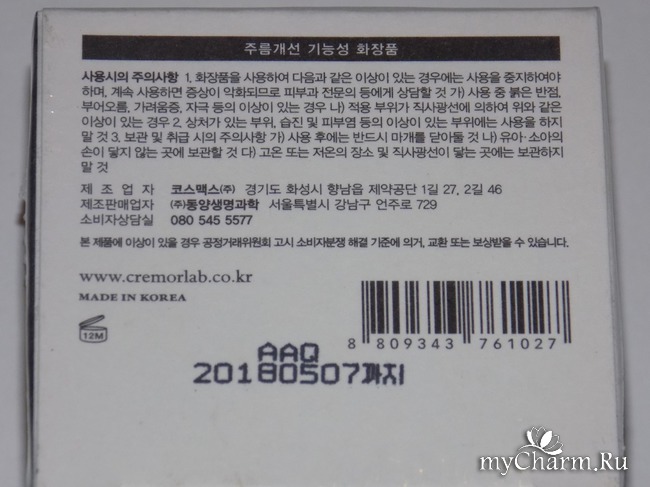 주름개선 기능성 화장품
사용시의 주의사항 1. 화장품을 사용하여 다음과 같은 이상이 있는 경우에는 사용을 중지하여야
하며, 계속 사용하면 증상이 악화되므로 피부과 전문의 등에게 상담할 것 가) 사용 중 붉은 반점,
부어오름, 가려움증, 자극 등의 이상이 있는 경우 나) 적용 부위가 직사광선에 의하여 위와 같은
이상이 있는 경우 2. 상처가 있는 부위, 습진 및 피부염 등의 이상이 있는 부위에는 사용을 하지
말 것 3. 보관 및 취급 시의 주의사항 가) 사용 후에는 반드시 마개를 닫아둘 것 나) 유아·소아의
손이 닿지 않는 곳에 보관할 것 다) 고온 또는 저온의 장소 및 직사광선이 닿는 곳에는 보관하지
말 것
제 조 업 자 코스맥스㈜ 경기도 화성시 향남읍 제약공단 1길 27, 2길 46
제조판매업자 ㈜동양생명과학 서울특별시 강남구 언주로 729
소비자상담실 080 545 5577
본 제품에 이상이 있을 경우 공정거래위원회 고시 소비자분쟁 해결 기준에 의거, 교환 또는 보상받을 수 있습니다.
www.cremorlab.co.kr
MADE IN KOREA
12M
8 809343 761027
AAQ
20180507까지
myCharm.Ru